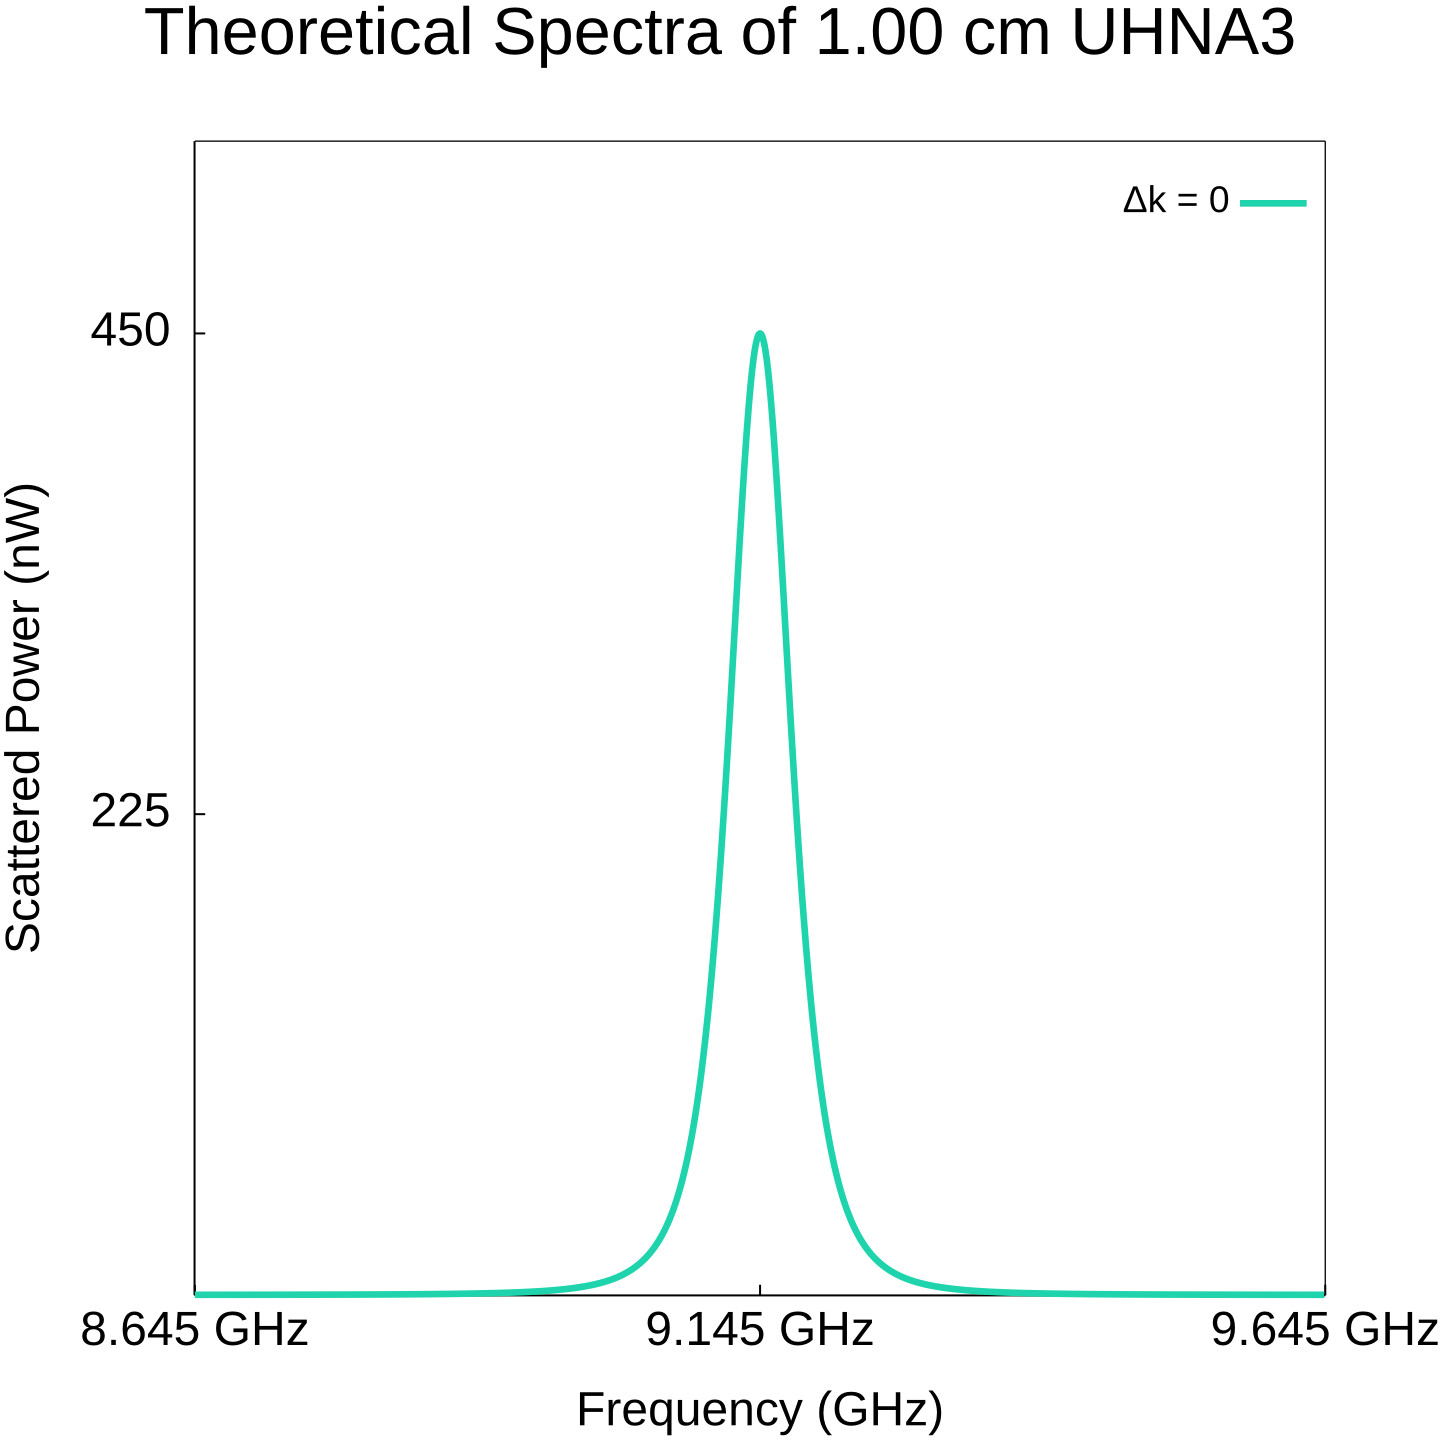 Theoretical Spectra of 1.00 cm UHNA3
Δk = 0
450
225
Scattered Power (nW)
8.645 GHz
9.145 GHz
9.645 GHz
Frequency (GHz)